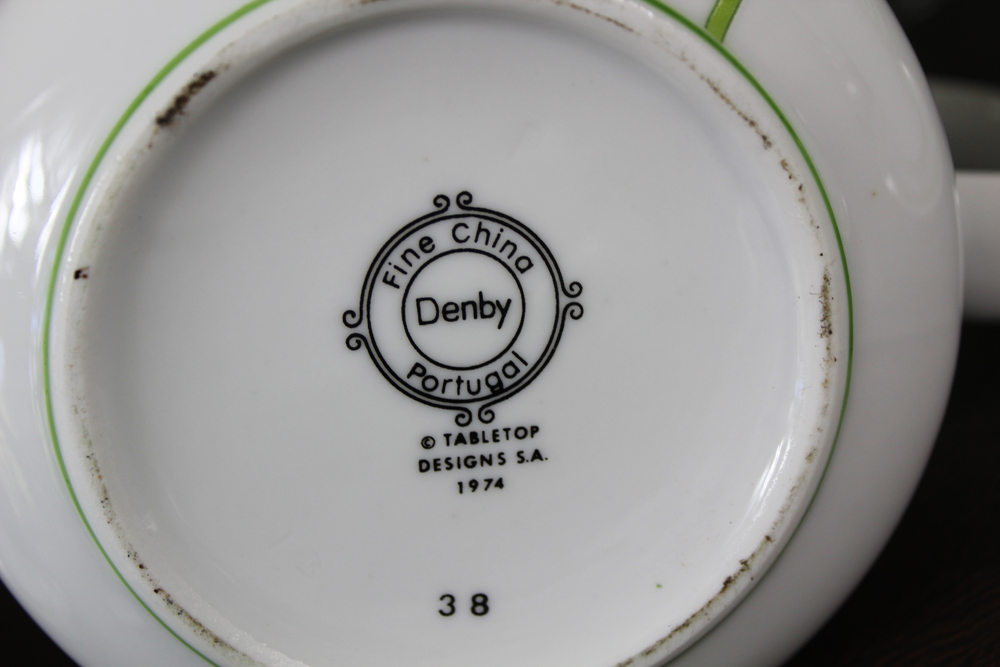 Fine China
Denby
Portugal
© TABLETOP
DESIGNS S.A.
1974
38